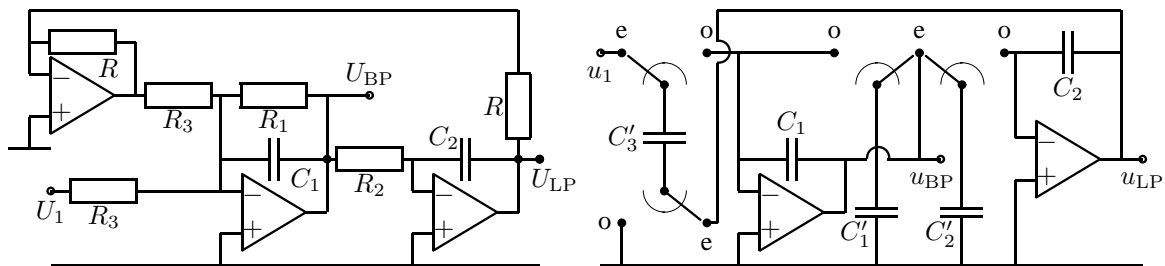 R
−
+
R₃
R₁
U_BP
R
C₁
R₂
C₂
U_LP
U₁
R₃
−
+
−
+
e
o
o
e
o
u₁
C₂
C₃′
C₁
−
+
−
+
u_BP
u_LP
o
e
C₁′
C₂′